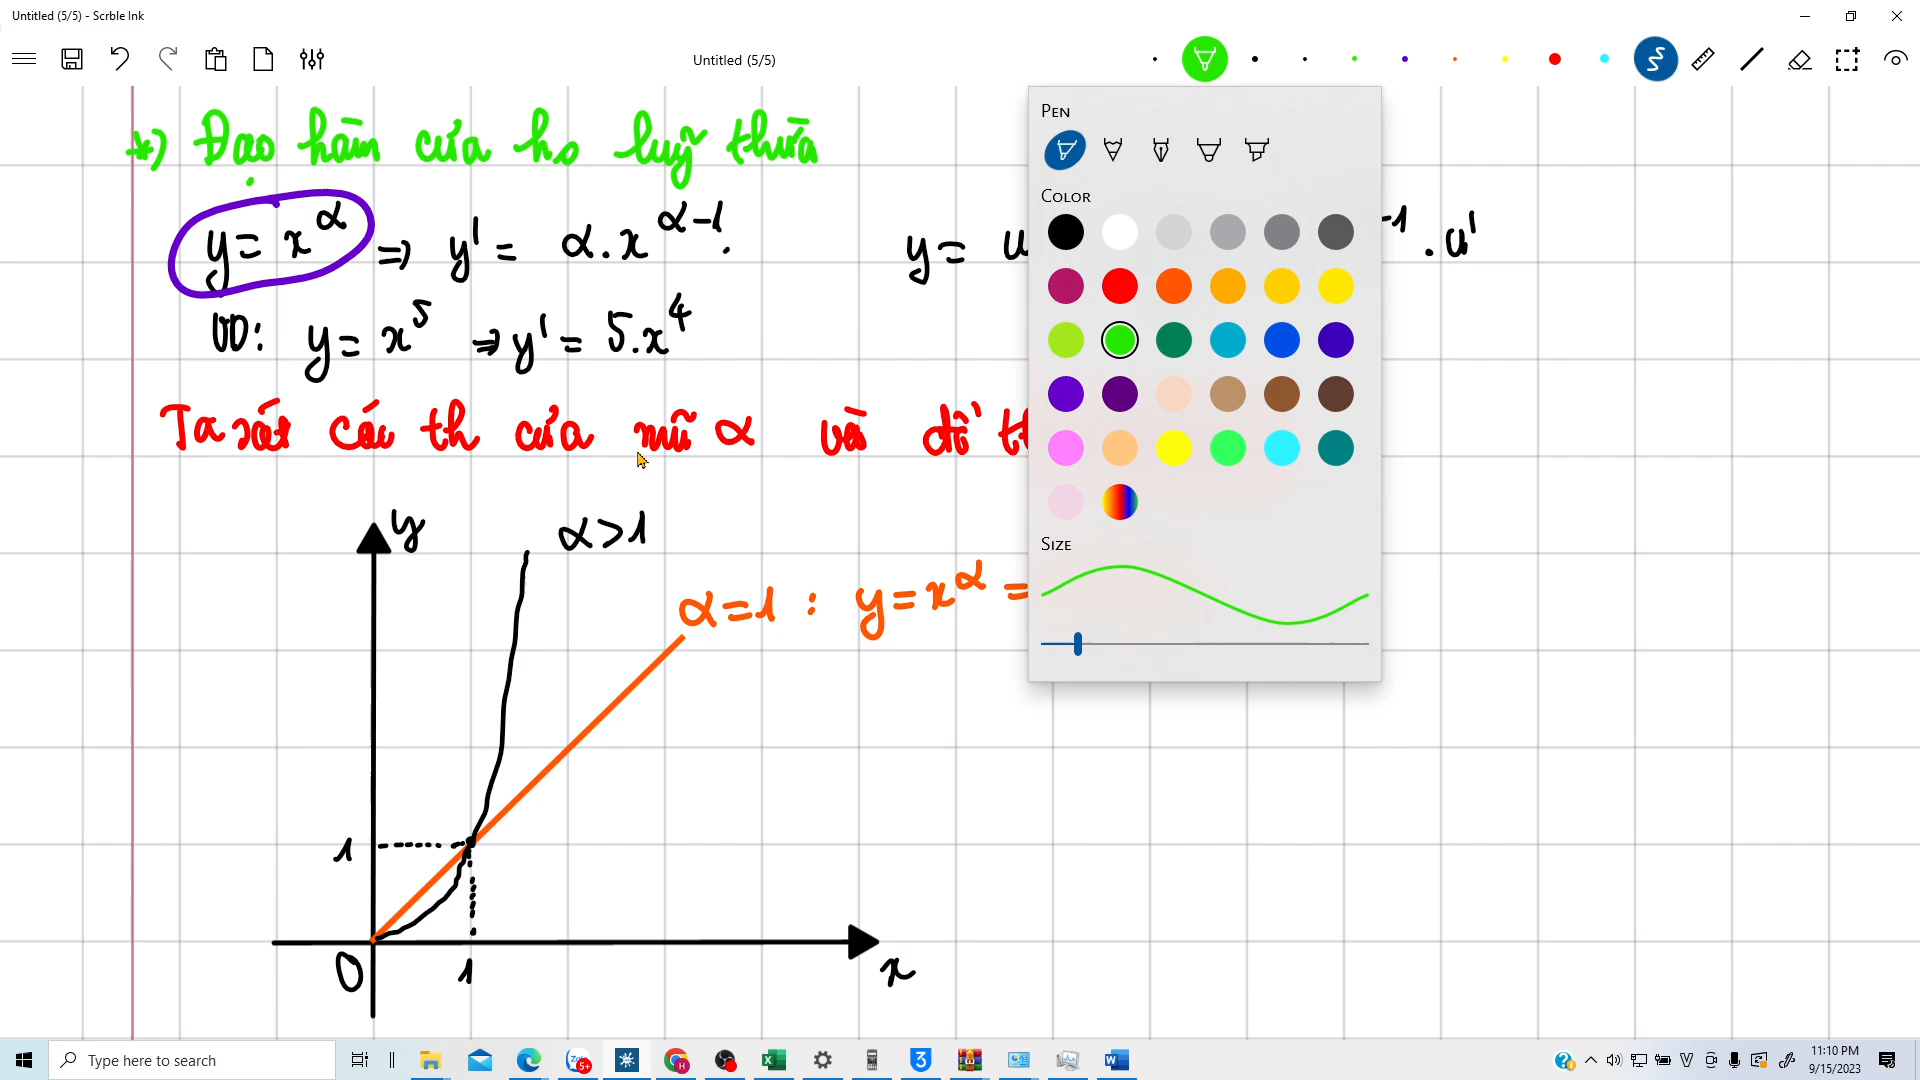 Untitled (5/5) - Scrble Ink
Untitled (5/5)
*) Đạo hàm của hs luỹ thừa
y = x^α ⇒ y' = α.x^(α-1).
y = u
-1 . u'
VD: y = x^5 ⇒ y' = 5.x^4
Ta xét các th của mũ α và đồ
PEN
COLOR
SIZE
y
α>1
α=1 : y=x^α =
1
O
1
x
Type here to search
11:10 PM
9/15/2023